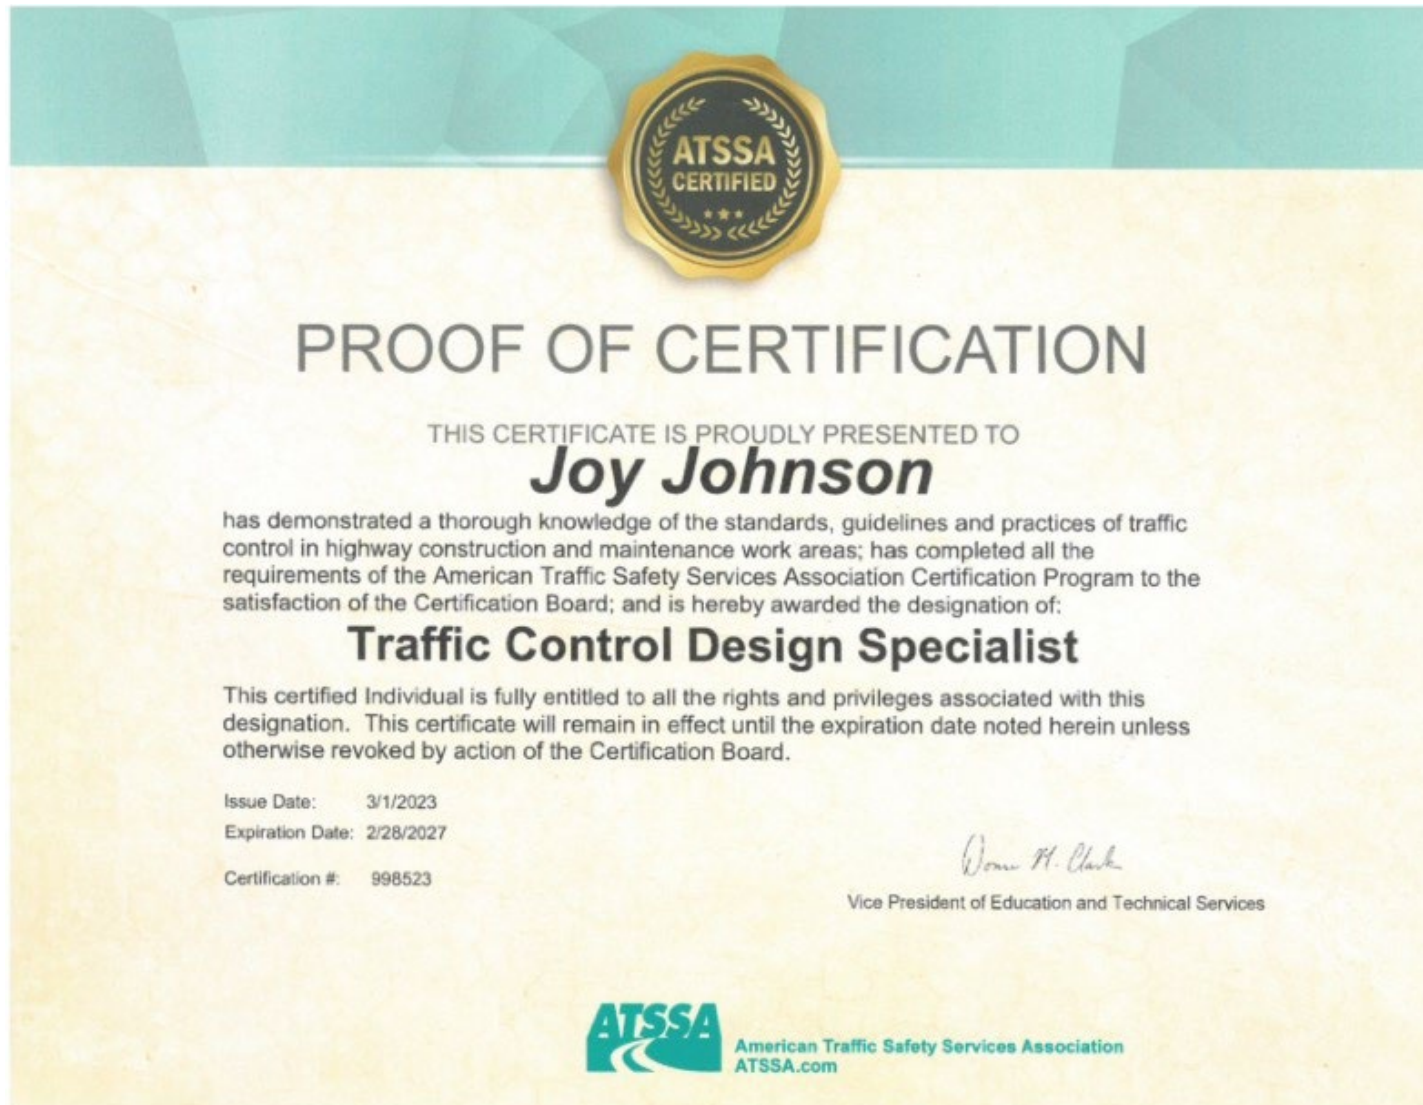 ATSSA
CERTIFIED
PROOF OF CERTIFICATION
THIS CERTIFICATE IS PROUDLY PRESENTED TO
Joy Johnson
has demonstrated a thorough knowledge of the standards, guidelines and practices of traffic
control in highway construction and maintenance work areas; has completed all the
requirements of the American Traffic Safety Services Association Certification Program to the
satisfaction of the Certification Board; and is hereby awarded the designation of:
Traffic Control Design Specialist
This certified Individual is fully entitled to all the rights and privileges associated with this
designation. This certificate will remain in effect until the expiration date noted herein unless
otherwise revoked by action of the Certification Board.
Issue Date: 3/1/2023
Expiration Date: 2/28/2027
Certification #: 998523
H. Clark
Vice President of Education and Technical Services
ATSSA
American Traffic Safety Services Association
ATSSA.com